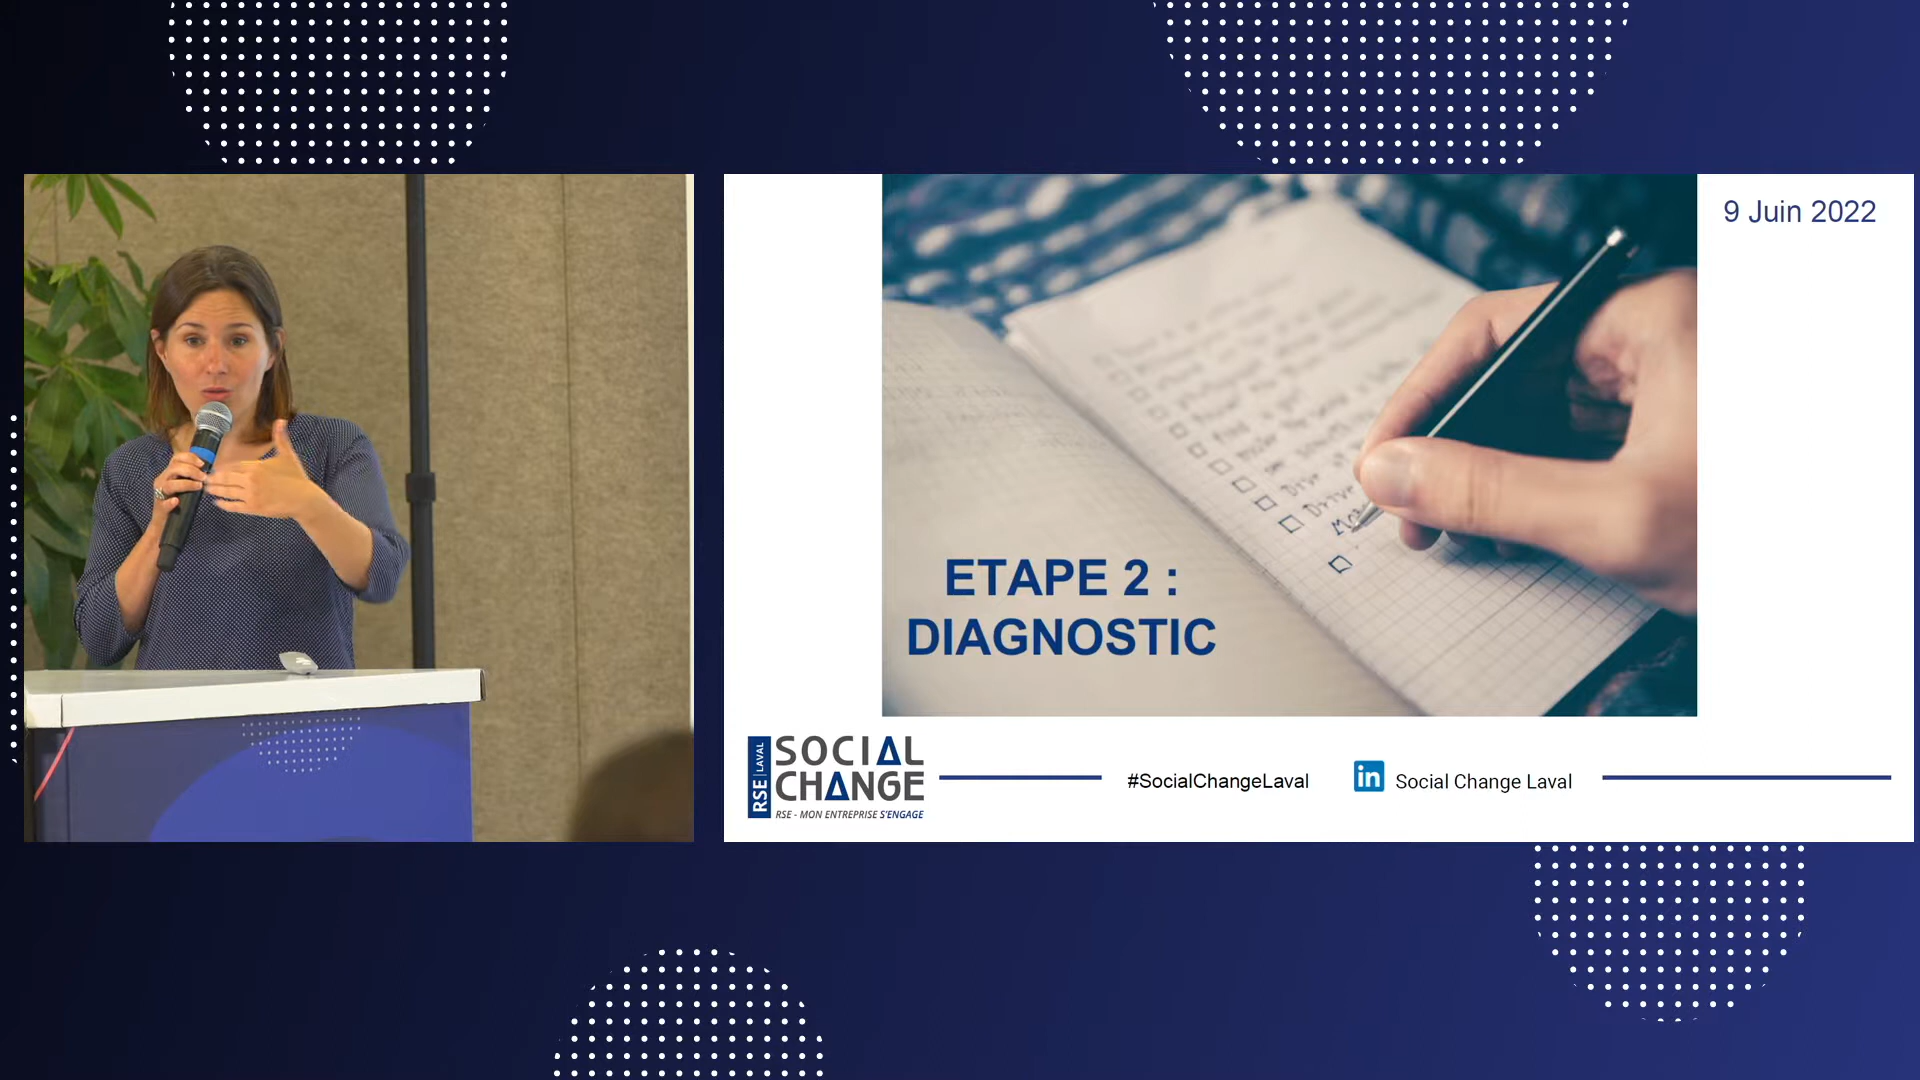 9 Juin 2022
ETAPE 2 :
DIAGNOSTIC
RSE | LAVAL
SOCIAL
CHANGE
RSE - MON ENTREPRISE S'ENGAGE
#SocialChangeLaval
in Social Change Laval